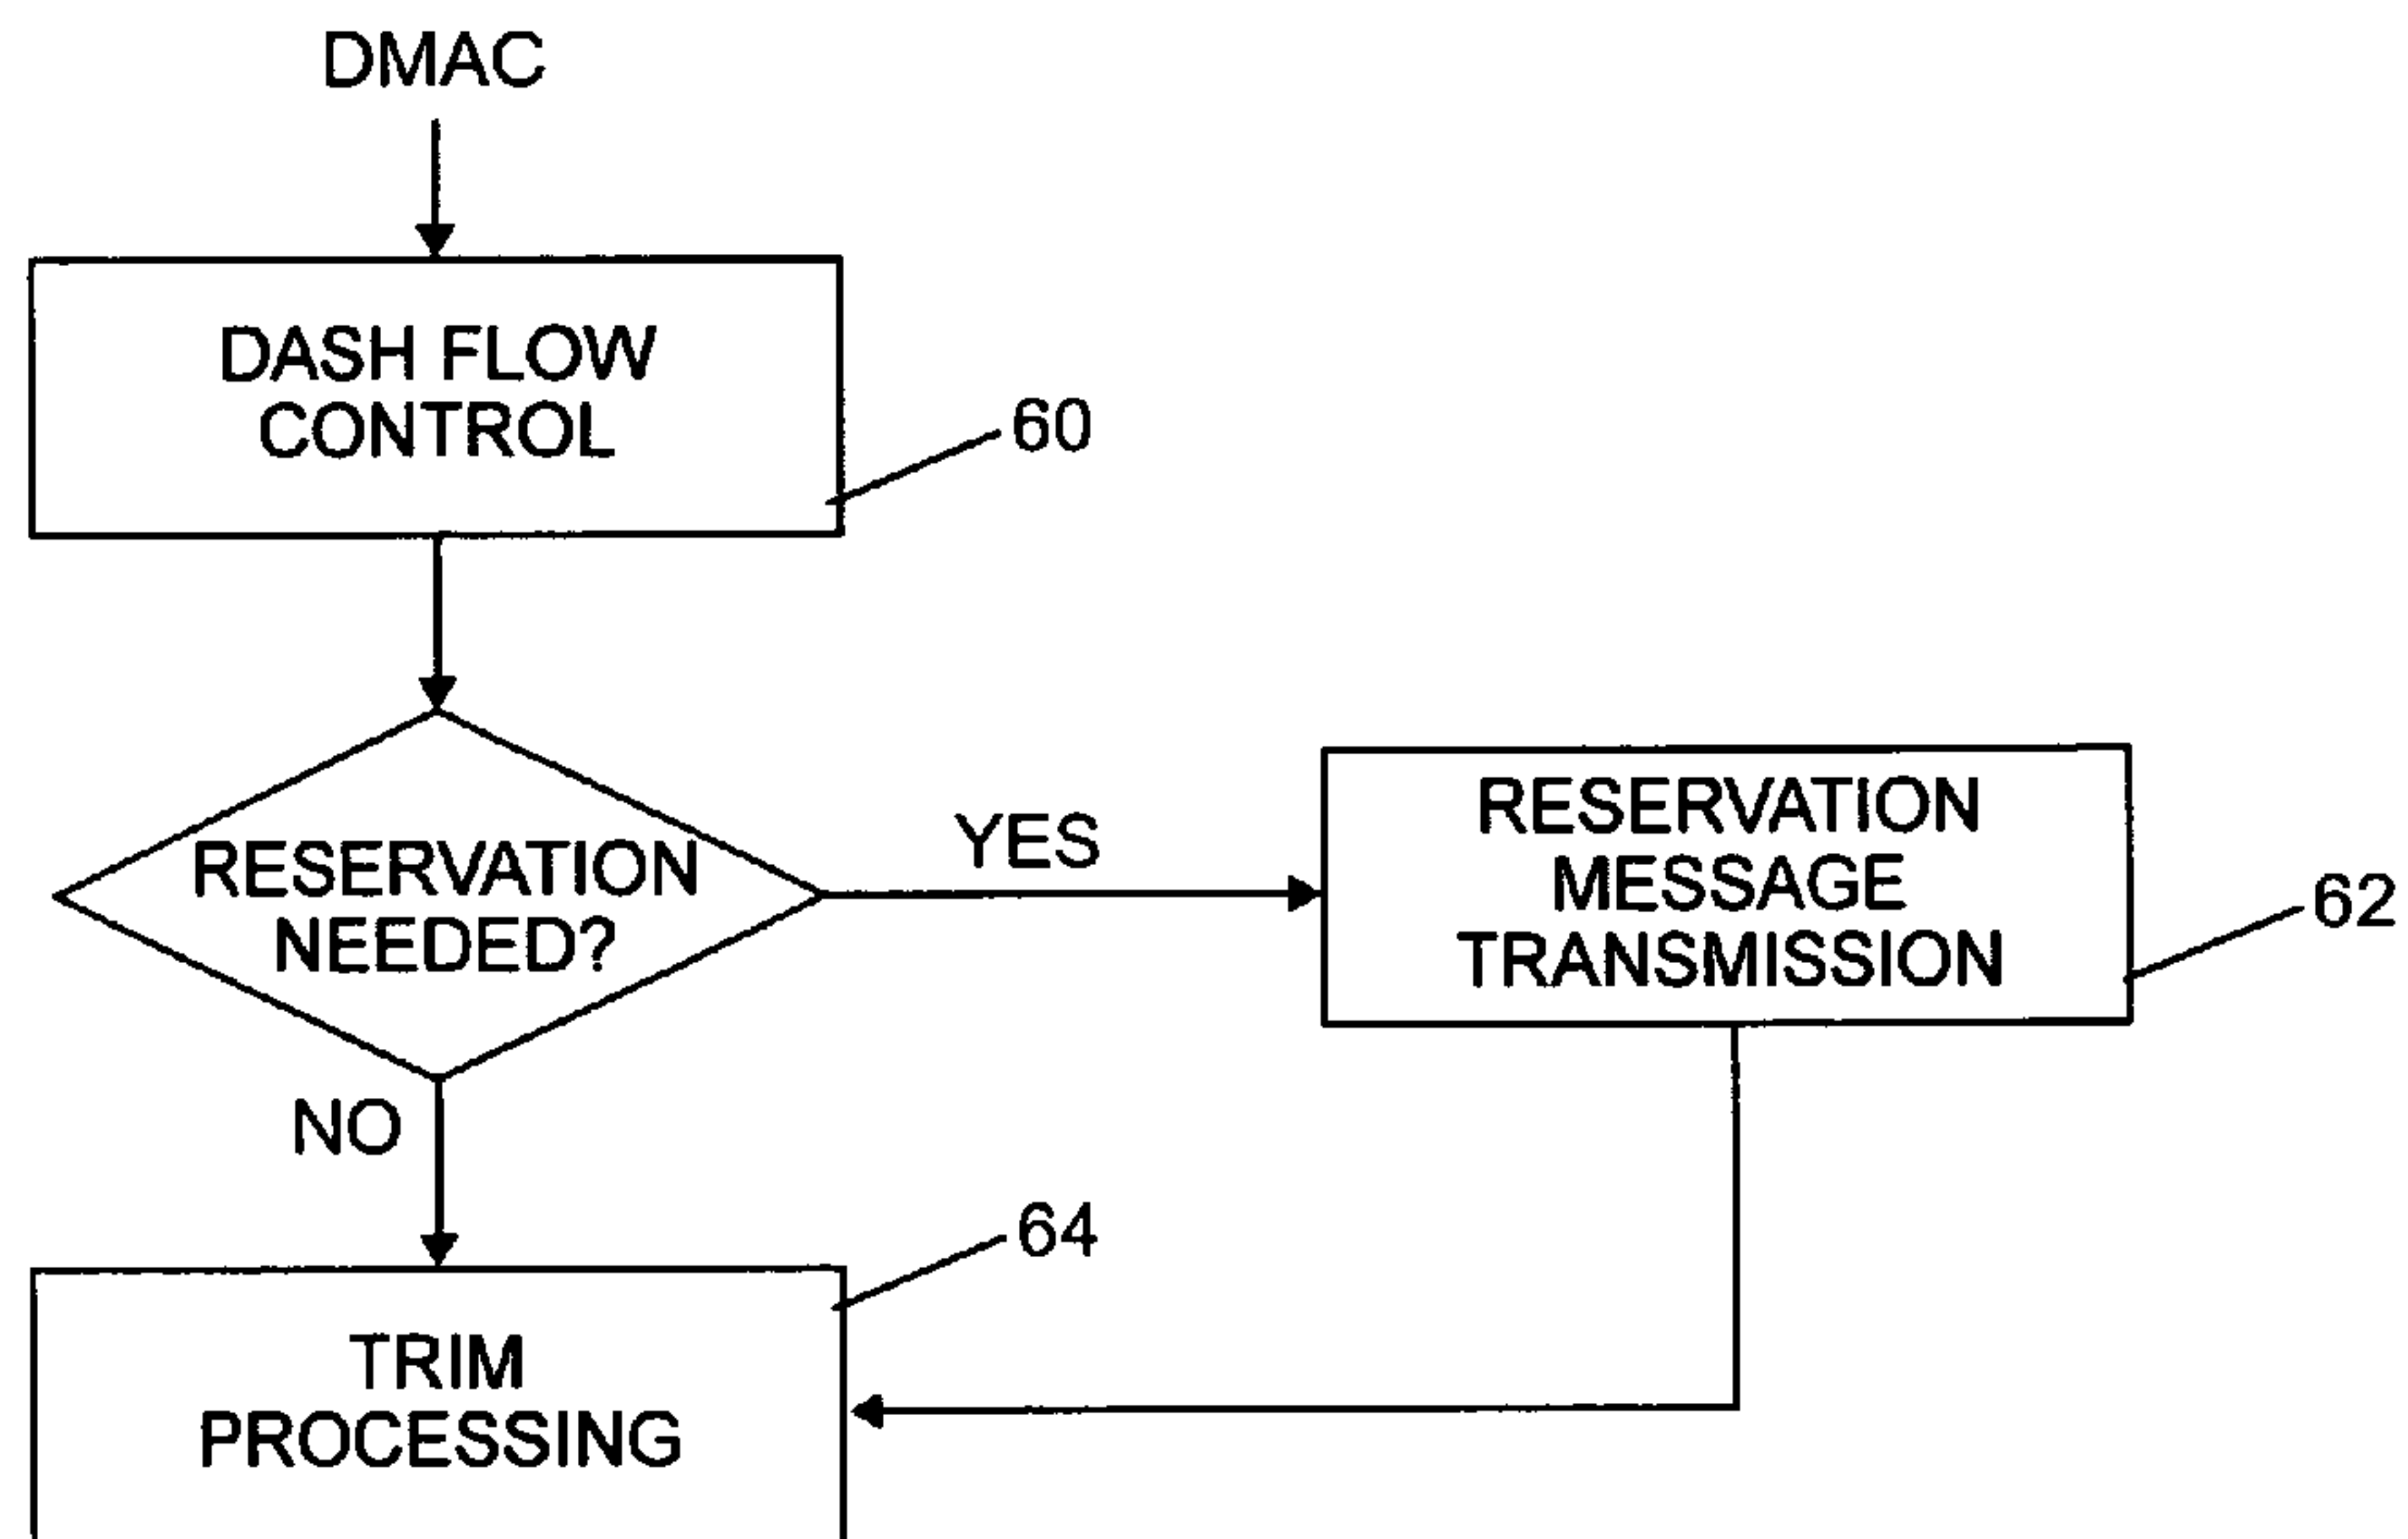 DMAC
DASH FLOW
CONTROL
60
RESERVATION
NEEDED?
YES
RESERVATION
MESSAGE
TRANSMISSION
62
NO
64
TRIM
PROCESSING